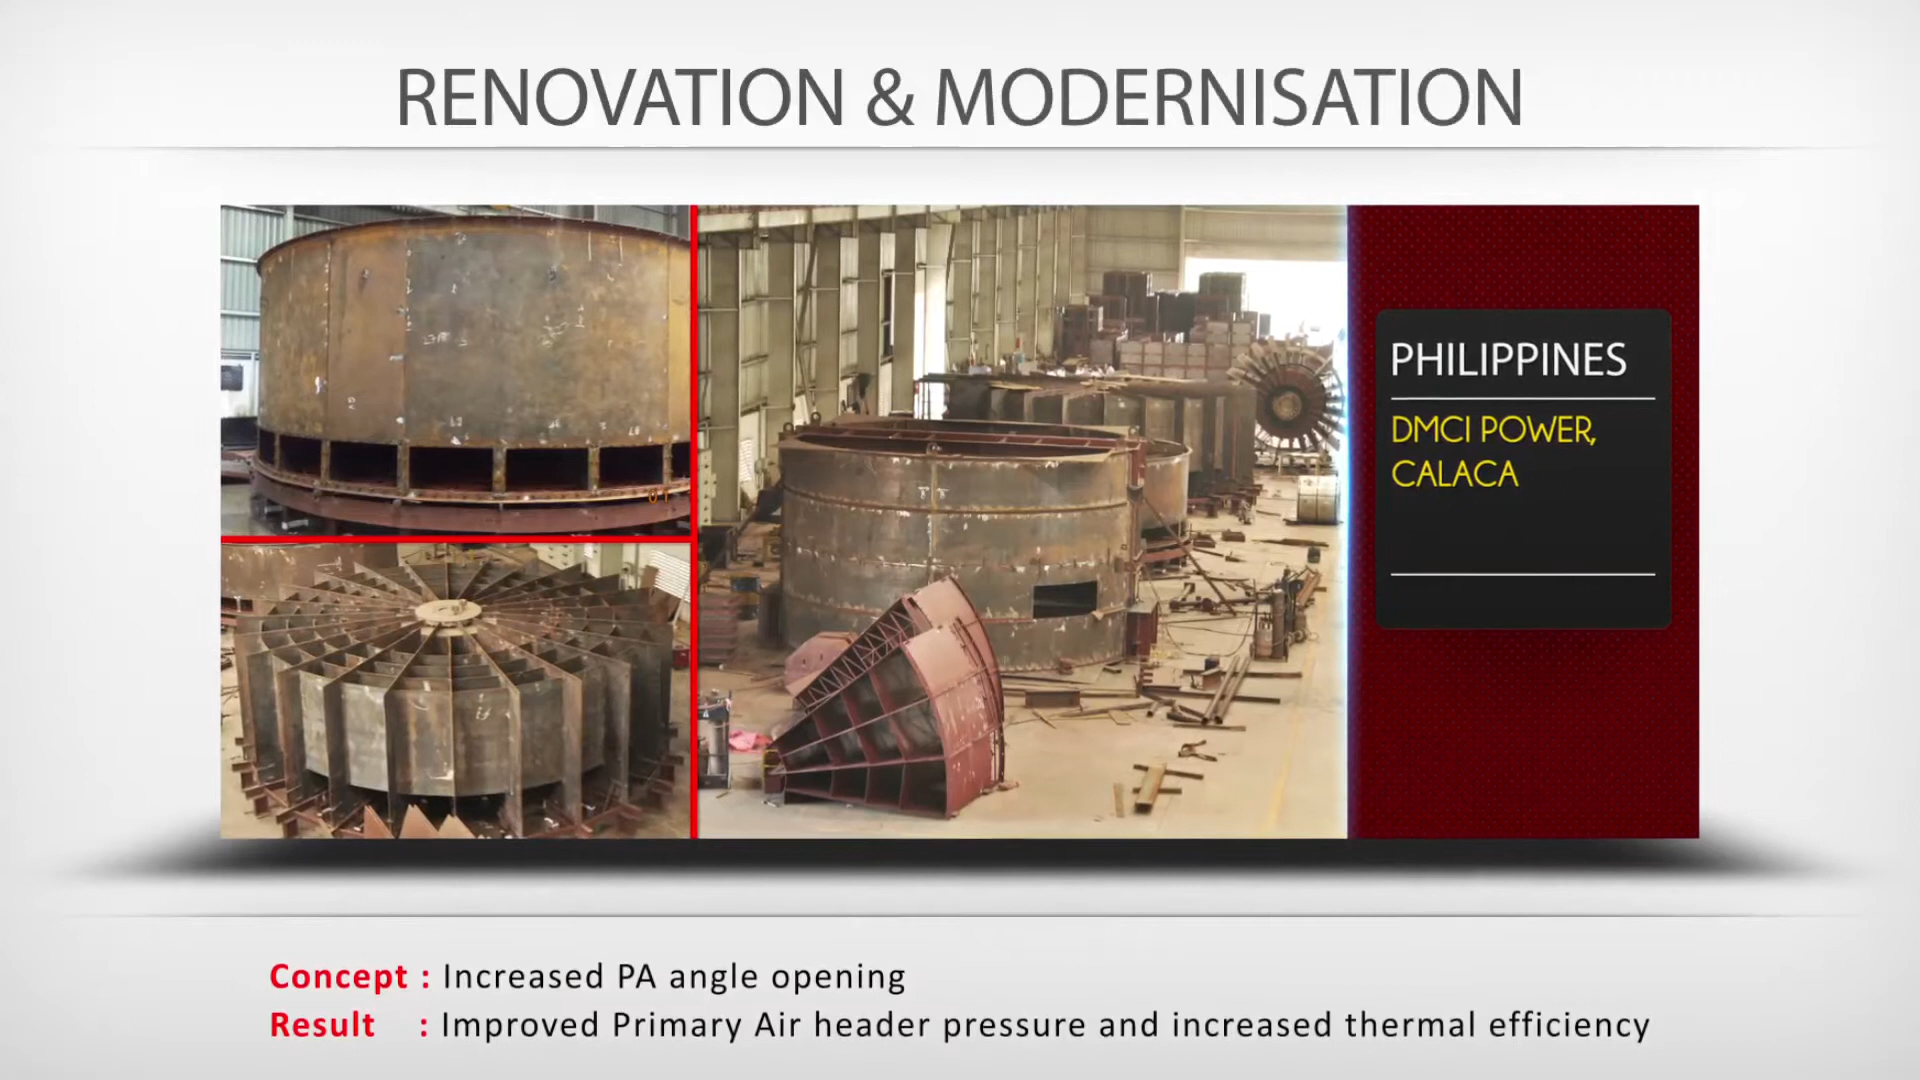 RENOVATION & MODERNISATION
PHILIPPINES
DMCI POWER,
CALACA
Concept : Increased PA angle opening
Result : Improved Primary Air header pressure and increased thermal efficiency